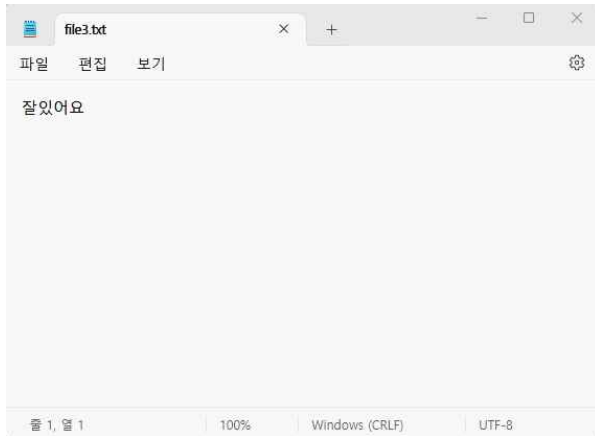 file3.txt
파일 편집 보기
잘있어요
줄 1, 열 1 100% Windows (CRLF) UTF-8